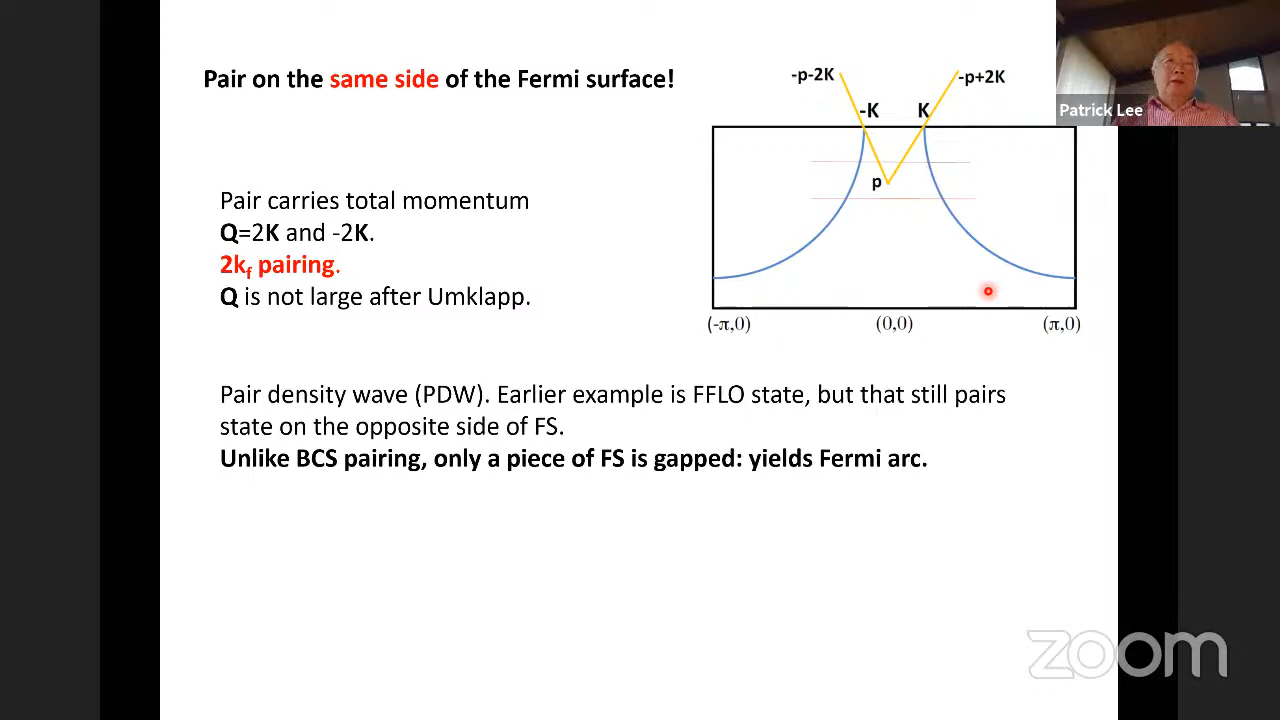 Pair on the same side of the Fermi surface!
-p-2K
-p+2K
-K
K
Patrick Lee
p
Pair carries total momentum
Q=2K and -2K.
2kf pairing.
Q is not large after Umklapp.
(-π,0)
(0,0)
(π,0)
Pair density wave (PDW). Earlier example is FFLO state, but that still pairs
state on the opposite side of FS.
Unlike BCS pairing, only a piece of FS is gapped: yields Fermi arc.
zoom